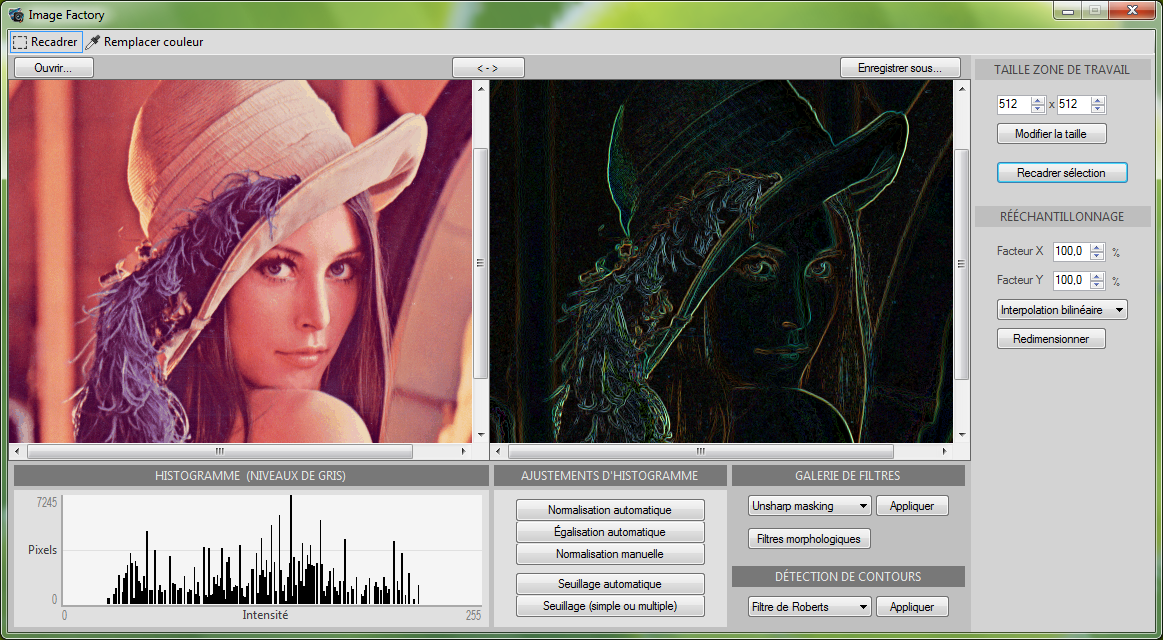 Image Factory
Recadrer Remplacer couleur
Ouvrir... < - > Enregistrer sous...
TAILLE ZONE DE TRAVAIL
512 x 512
Modifier la taille
Recadrer sélection
RÉÉCHANTILLONNAGE
Facteur X 100,0 %
Facteur Y 100,0 %
Interpolation bilinéaire
Redimensionner
HISTOGRAMME (NIVEAUX DE GRIS)
7245
Pixels
0
0 Intensité 255
AJUSTEMENTS D'HISTOGRAMME
Normalisation automatique
Égalisation automatique
Normalisation manuelle
Seuillage automatique
Seuillage (simple ou multiple)
GALERIE DE FILTRES
Unsharp masking Appliquer
Filtres morphologiques
DÉTECTION DE CONTOURS
Filtre de Roberts Appliquer